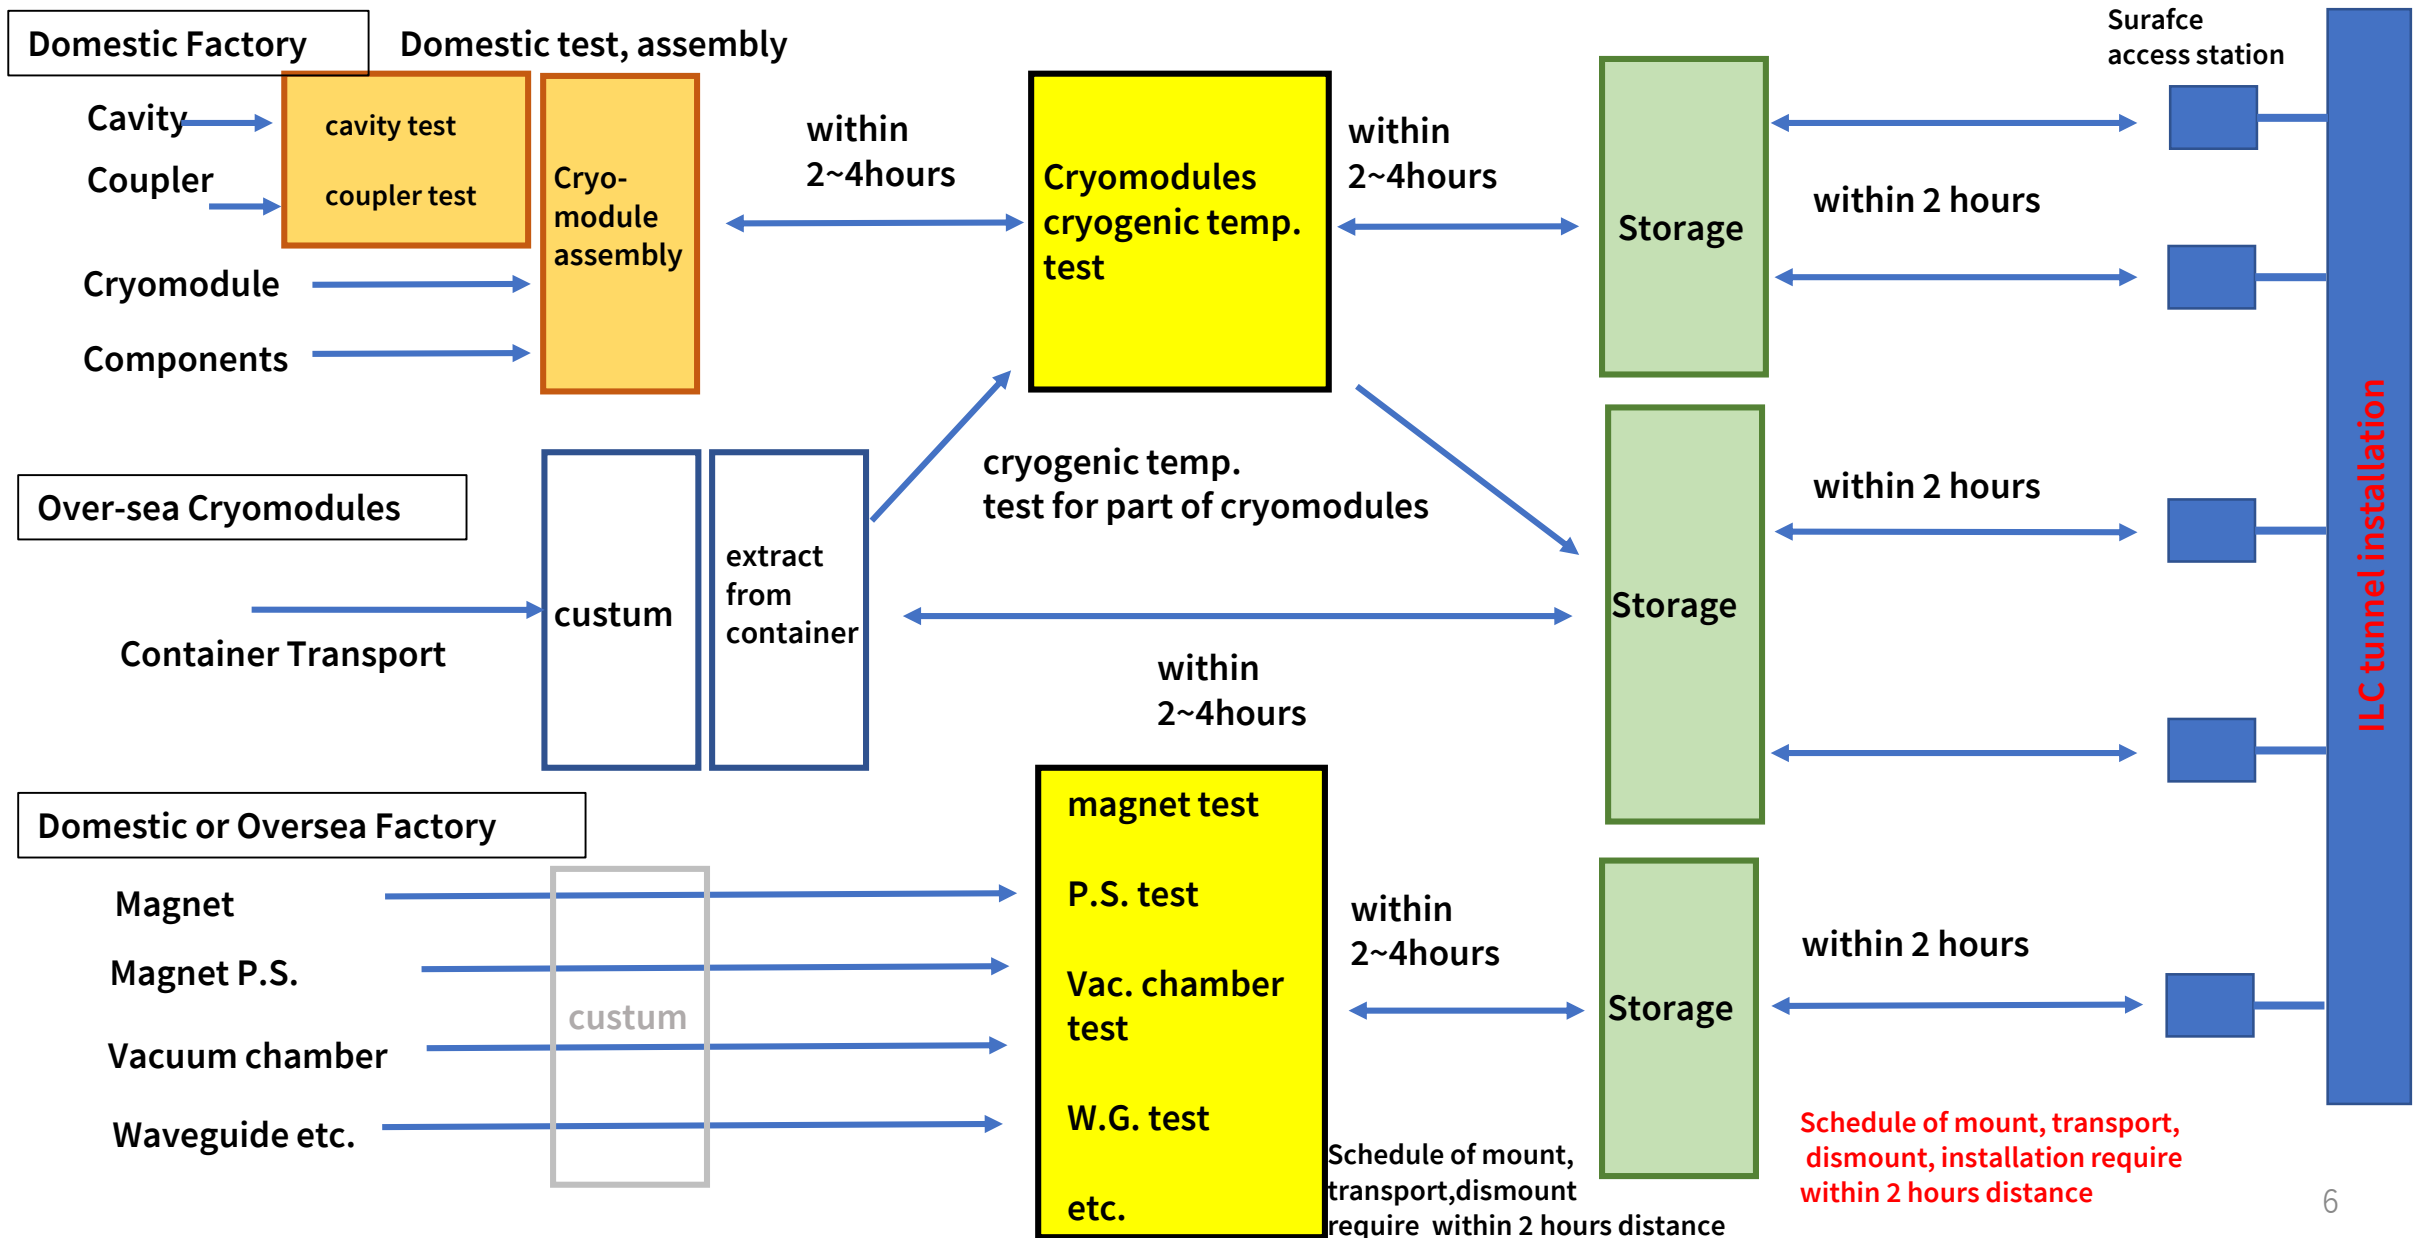 Domestic Factory
Domestic test, assembly
Cavity
Coupler
Cryomodule
Components
cavity test
coupler test
Cryo-
module
assembly
within
2~4hours
Cryomodules
cryogenic temp.
test
within
2~4hours
Storage
within 2 hours
Surafce
access station
Over-sea Cryomodules
Container Transport
custum
extract
from
container
cryogenic temp.
test for part of cryomodules
within
2~4hours
Storage
within 2 hours
ILC tunnel installation
Domestic or Oversea Factory
Magnet
Magnet P.S.
Vacuum chamber
Waveguide etc.
custum
magnet test
P.S. test
Vac. chamber
test
W.G. test
etc.
within
2~4hours
Storage
within 2 hours
Schedule of mount,
transport,dismount
require within 2 hours distance
Schedule of mount, transport,
dismount, installation require
within 2 hours distance
6